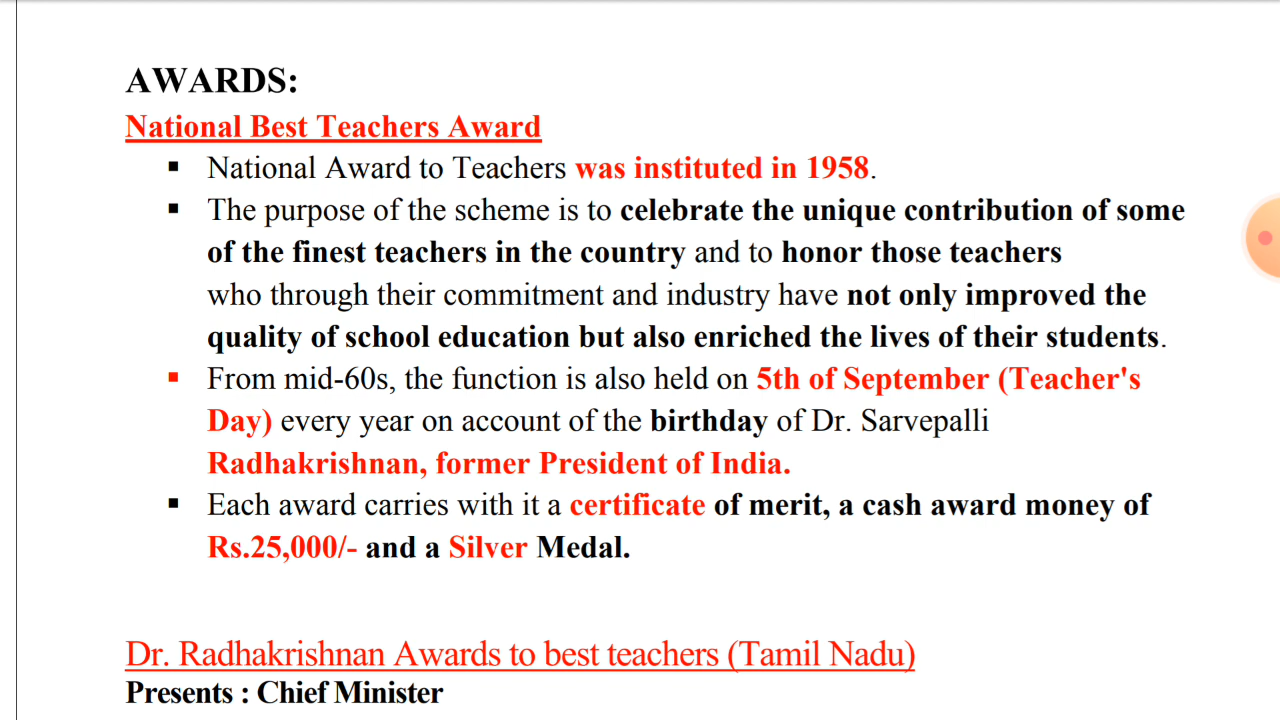 AWARDS:
National Best Teachers Award
▪ National Award to Teachers was instituted in 1958.
▪ The purpose of the scheme is to celebrate the unique contribution of some
of the finest teachers in the country and to honor those teachers
who through their commitment and industry have not only improved the
quality of school education but also enriched the lives of their students.
▪ From mid-60s, the function is also held on 5th of September (Teacher's
Day) every year on account of the birthday of Dr. Sarvepalli
Radhakrishnan, former President of India.
▪ Each award carries with it a certificate of merit, a cash award money of
Rs.25,000/- and a Silver Medal.
Dr. Radhakrishnan Awards to best teachers (Tamil Nadu)
Presents : Chief Minister